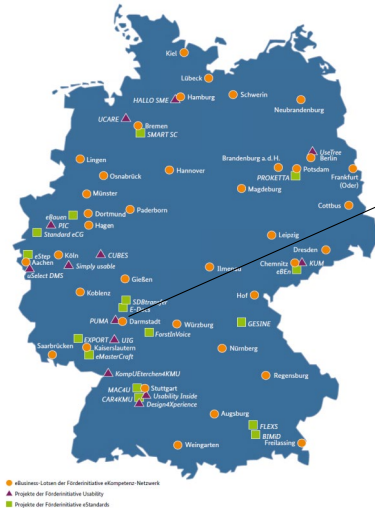 Kiel
Lübeck
HALLO SME
Hamburg
Schwerin
Neubrandenburg
UCARE
Bremen
SMART SC
UseTree
Berlin
Lingen
Osnabrück
Hannover
Brandenburg a.d.H.
Potsdam
PROKETTA
Frankfurt
(Oder)
Magdeburg
Münster
Cottbus
eBauen
Dortmund
Paderborn
PIC
Hagen
Standard eCG
Leipzig
Dresden
eStep
Köln
CUBES
Aachen
Simply usable
eSelect DMS
Ilmenau
Chemnitz
KUM
eBEn
Gießen
Koblenz
SDBtransfer
E-Docs
Hof
PUMA
Darmstadt
Würzburg
GESINE
ForstInVoice
EXPORT
UIG
Saarbrücken
Kaiserslautern
eMasterCraft
Nürnberg
KompUEterchen4KMU
Regensburg
MAC4U
Stuttgart
CAR4KMU
Usability Inside
Design4Xperience
Augsburg
FLEXS
BIMiD
Weingarten
Freilassing
eBusiness-Lotsen der Förderinitiative eKompetenz-Netzwerk
Projekte der Förderinitiative Usability
Projekte der Förderinitiative eStandards